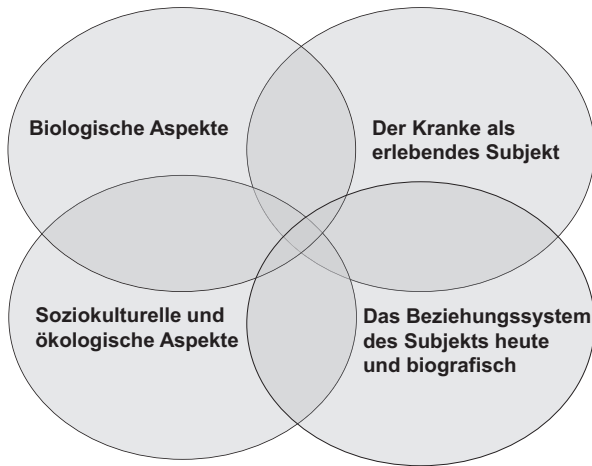 Biologische Aspekte
Der Kranke als
erlebendes Subjekt
Soziokulturelle und
ökologische Aspekte
Das Beziehungssystem
des Subjekts heute
und biografisch